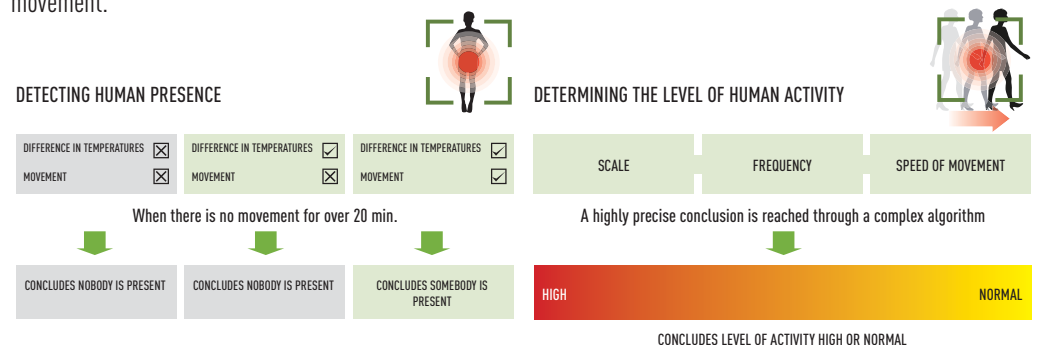 movement.
DETECTING HUMAN PRESENCE
DIFFERENCE IN TEMPERATURES
MOVEMENT
DIFFERENCE IN TEMPERATURES
MOVEMENT
DIFFERENCE IN TEMPERATURES
MOVEMENT
When there is no movement for over 20 min.
CONCLUDES NOBODY IS PRESENT
CONCLUDES NOBODY IS PRESENT
CONCLUDES SOMEBODY IS
PRESENT
DETERMINING THE LEVEL OF HUMAN ACTIVITY
SCALE
FREQUENCY
SPEED OF MOVEMENT
A highly precise conclusion is reached through a complex algorithm
HIGH
NORMAL
CONCLUDES LEVEL OF ACTIVITY HIGH OR NORMAL